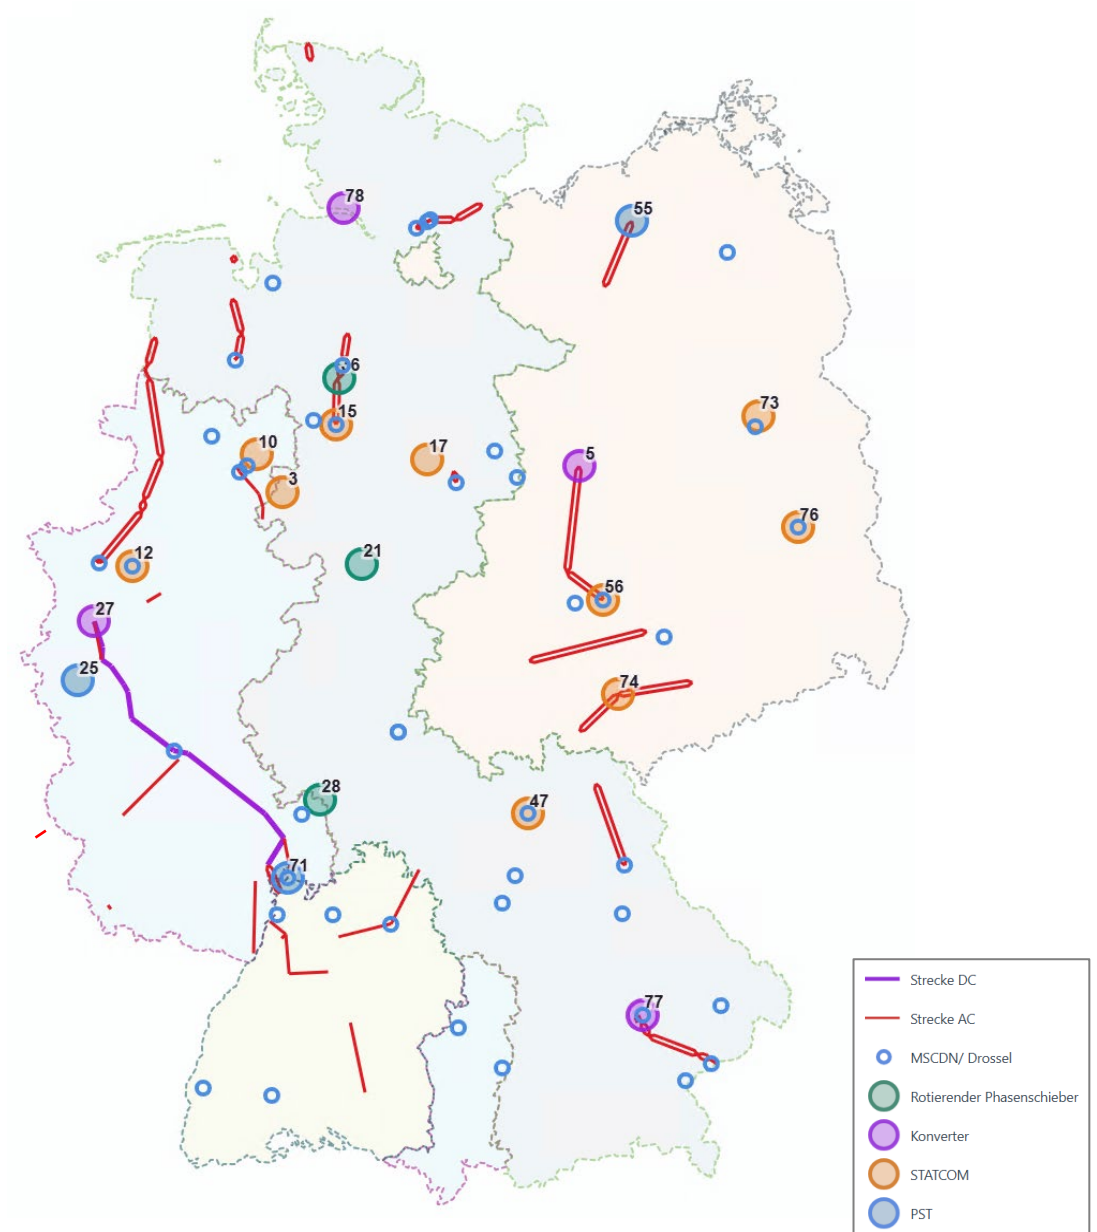 78
55
6
15
73
10
17
5
3
76
12
21
56
27
25
74
28
47
71
77
Strecke DC
Strecke AC
MSCDN/ Drossel
Rotierender Phasenschieber
Konverter
STATCOM
PST